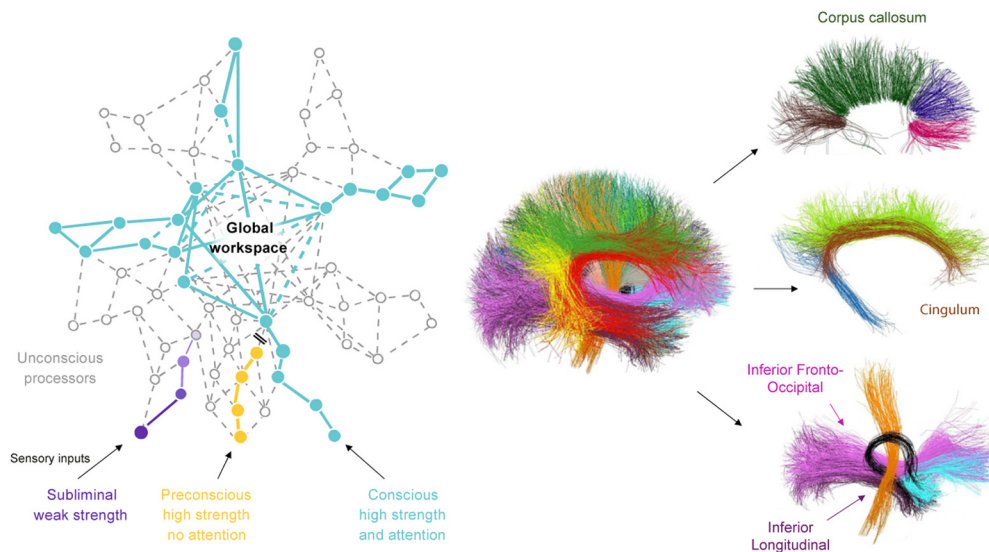 Global
workspace
Unconscious
processors
Sensory inputs
Subliminal
weak strength
Preconscious
high strength
no attention
Conscious
high strength
and attention
Corpus callosum
Cingulum
Inferior Fronto-
Occipital
Inferior
Longitudinal